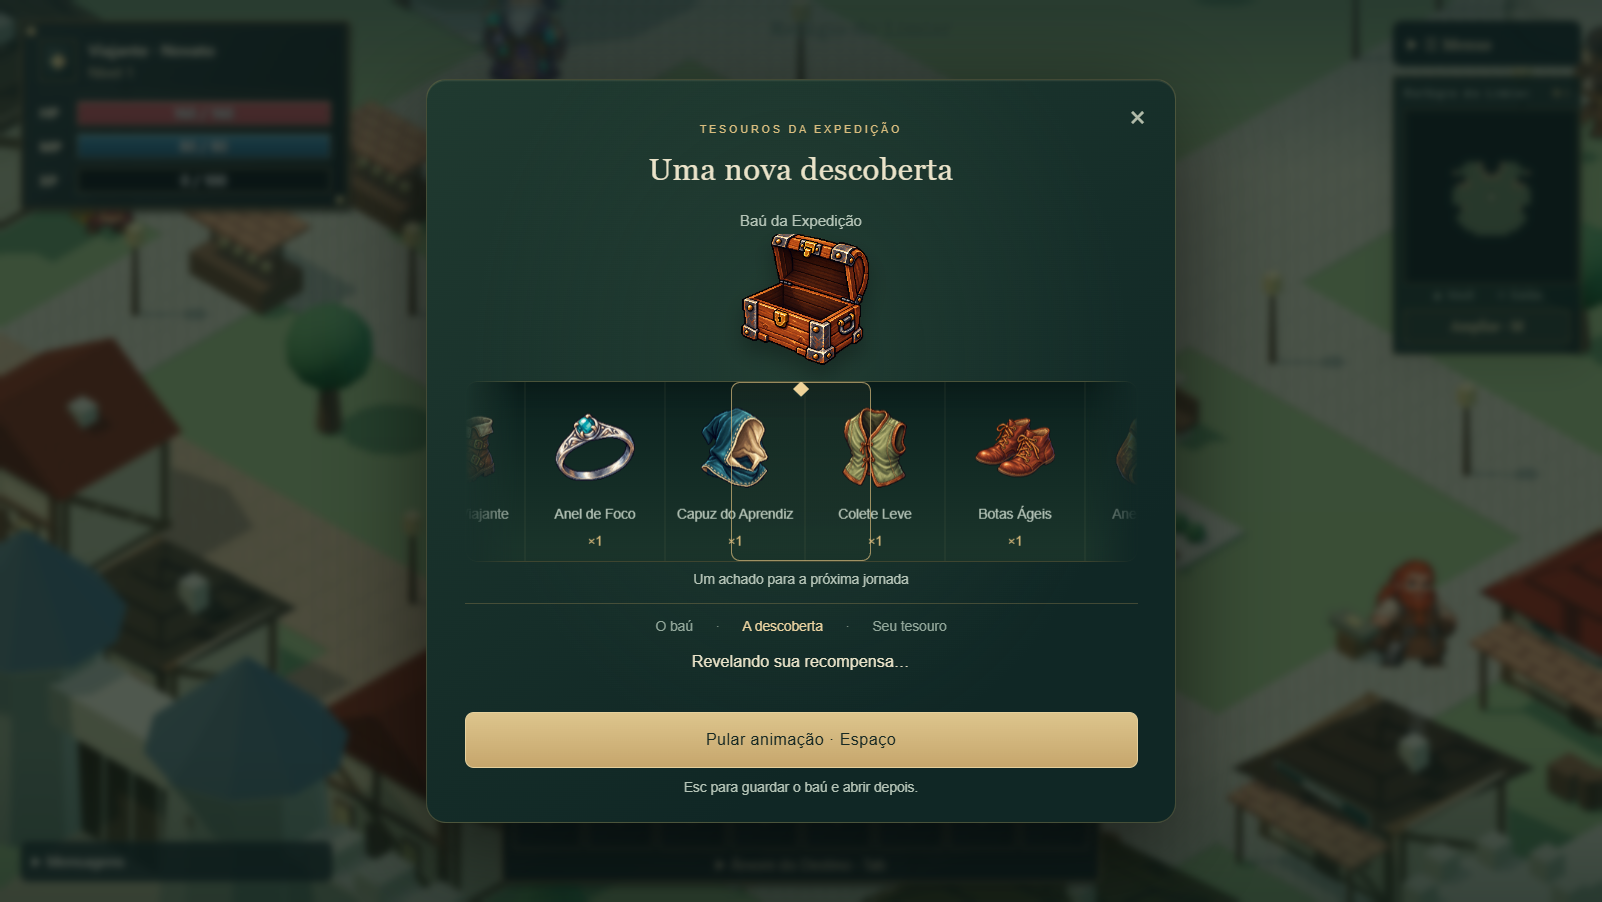 TESOUROS DA EXPEDIÇÃO
Uma nova descoberta
Baú da Expedição
Anel de Foco
Capuz do Aprendiz
Colete Leve
Botas Ágeis
×1
×1
×1
×1
Um achado para a próxima jornada
O baú · A descoberta · Seu tesouro
Revelando sua recompensa...
Pular animação · Espaço
Esc para guardar o baú e abrir depois.